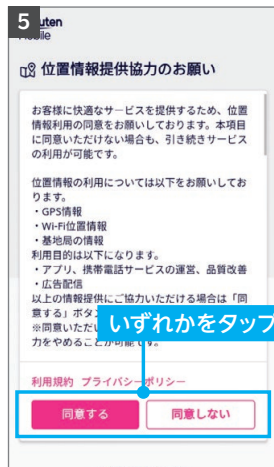 5
uten
位置情報提供協力のお願い
お客様に快適なサービスを提供するため、位置
情報利用の同意をお願いしております。本項目
に同意いただけない場合も、引き続きサービス
の利用が可能です。
位置情報の利用については以下をお願いしてお
ります。
・GPS情報
・Wi-Fi位置情報
・基地局の情報
利用目的は以下になります。
・アプリ、携帯電話サービスの運営、品質改善
・広告配信
以上の情報提供にご協力いただける場合は「同
意する」ボタ
※同意いただい
いずれかをタップ
力をやめることが可能です。
利用規約 プライバシーポリシー
同意する 同意しない